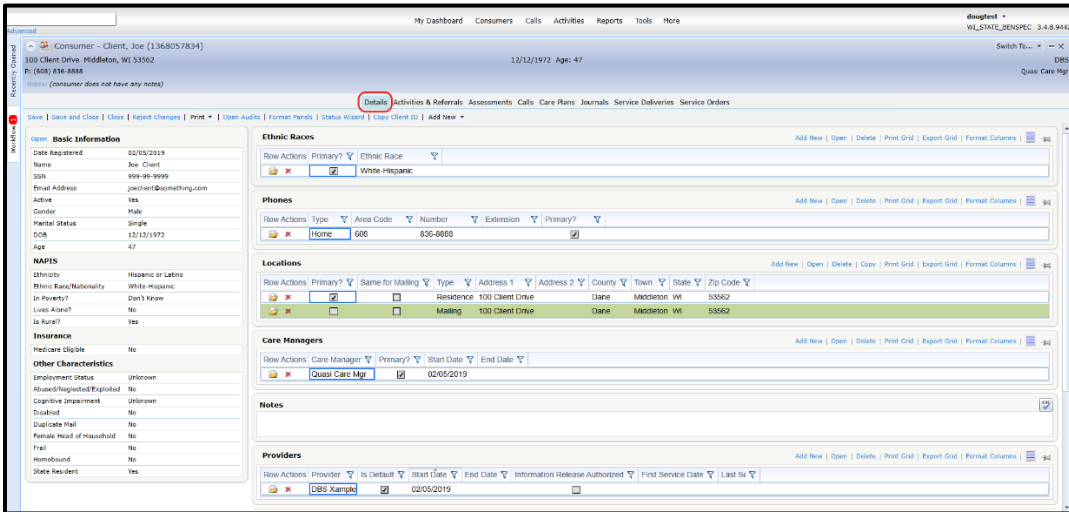 My Dashboard Consumers Calls Activities Reports Tools More
dougtest
WI_STATE_BENSPEC 3.4.8.9442
Advanced
Recently Opened
Workflow
Consumer - Client, Joe (1368057834)
Switch To...
100 Client Drive Middleton, WI 53562
12/12/1972 Age: 47
DBS
P: (608) 836-8888
Quasi Care Mgr
Notes: (consumer does not have any notes)
Details Activities & Referrals Assessments Calls Care Plans Journals Service Deliveries Service Orders
Save | Save and Close | Close | Reject Changes | Print | Open Audits | Format Panels | Status Wizard | Copy Client ID | Add New
Open Basic Information
Date Registered 02/05/2019
Name Joe Client
SSN 999-99-9999
Email Address joeclient@something.com
Active Yes
Gender Male
Marital Status Single
DOB 12/12/1972
Age 47
NAPIS
Ethnicity Hispanic or Latino
Ethnic Race/Nationality White-Hispanic
In Poverty? Don't Know
Lives Alone? No
Is Rural? Yes
Insurance
Medicare Eligible No
Other Characteristics
Employment Status Unknown
Abused/Neglected/Exploited No
Cognitive Impairment Unknown
Disabled No
Duplicate Mail No
Female Head of Household No
Frail No
Homebound No
State Resident Yes
Ethnic Races
Add New | Open | Delete | Print Grid | Export Grid | Format Columns |
Row Actions Primary? Ethnic Race
White-Hispanic
Phones
Add New | Open | Delete | Print Grid | Export Grid | Format Columns |
Row Actions Type Area Code Number Extension Primary?
Home 608 836-8888
Locations
Add New | Open | Delete | Copy | Print Grid | Export Grid | Format Columns |
Row Actions Primary? Same for Mailing Type Address 1 Address 2 County Town State Zip Code
Residence 100 Client Drive Dane Middleton WI 53562
Mailing 100 Client Drive Dane Middleton WI 53562
Care Managers
Add New | Open | Delete | Print Grid | Export Grid | Format Columns |
Row Actions Care Manager Primary? Start Date End Date
Quasi Care Mgr 02/05/2019
Notes
Providers
Add New | Open | Delete | Print Grid | Export Grid | Format Columns |
Row Actions Provider Is Default Start Date End Date Information Release Authorized First Service Date Last Se
DBS Xample 02/05/2019